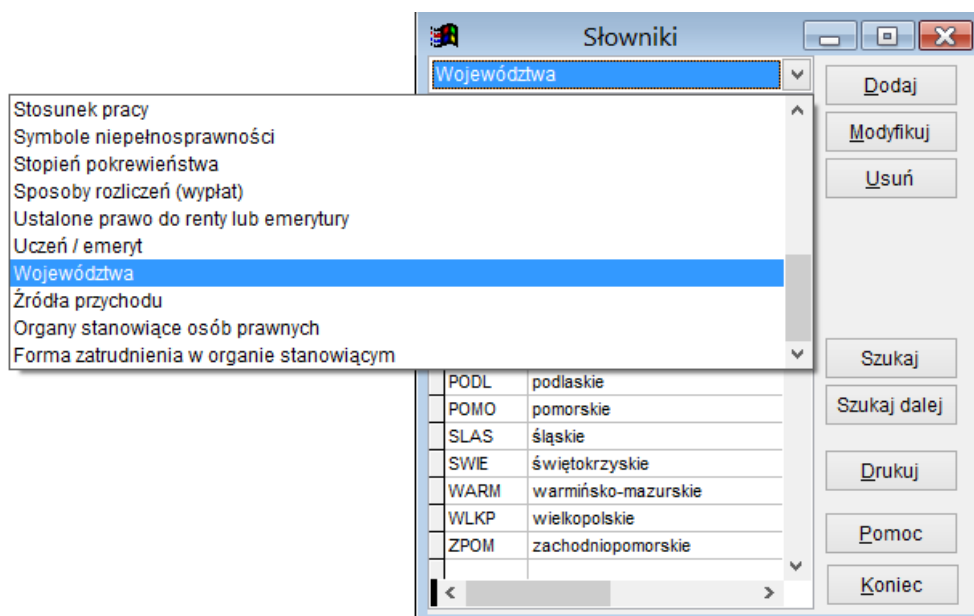 Słowniki
Województwa
Stosunek pracy
Symbole niepełnosprawności
Stopień pokrewieństwa
Sposoby rozliczeń (wypłat)
Ustalone prawo do renty lub emerytury
Uczeń / emeryt
Województwa
Źródła przychodu
Organy stanowiące osób prawnych
Forma zatrudnienia w organie stanowiącym
PODL podlaskie
POMO pomorskie
SLAS śląskie
SWIE świętokrzyskie
WARM warmińsko-mazurskie
WLKP wielkopolskie
ZPOM zachodniopomorskie
Dodaj
Modyfikuj
Usuń
Szukaj
Szukaj dalej
Drukuj
Pomoc
Koniec